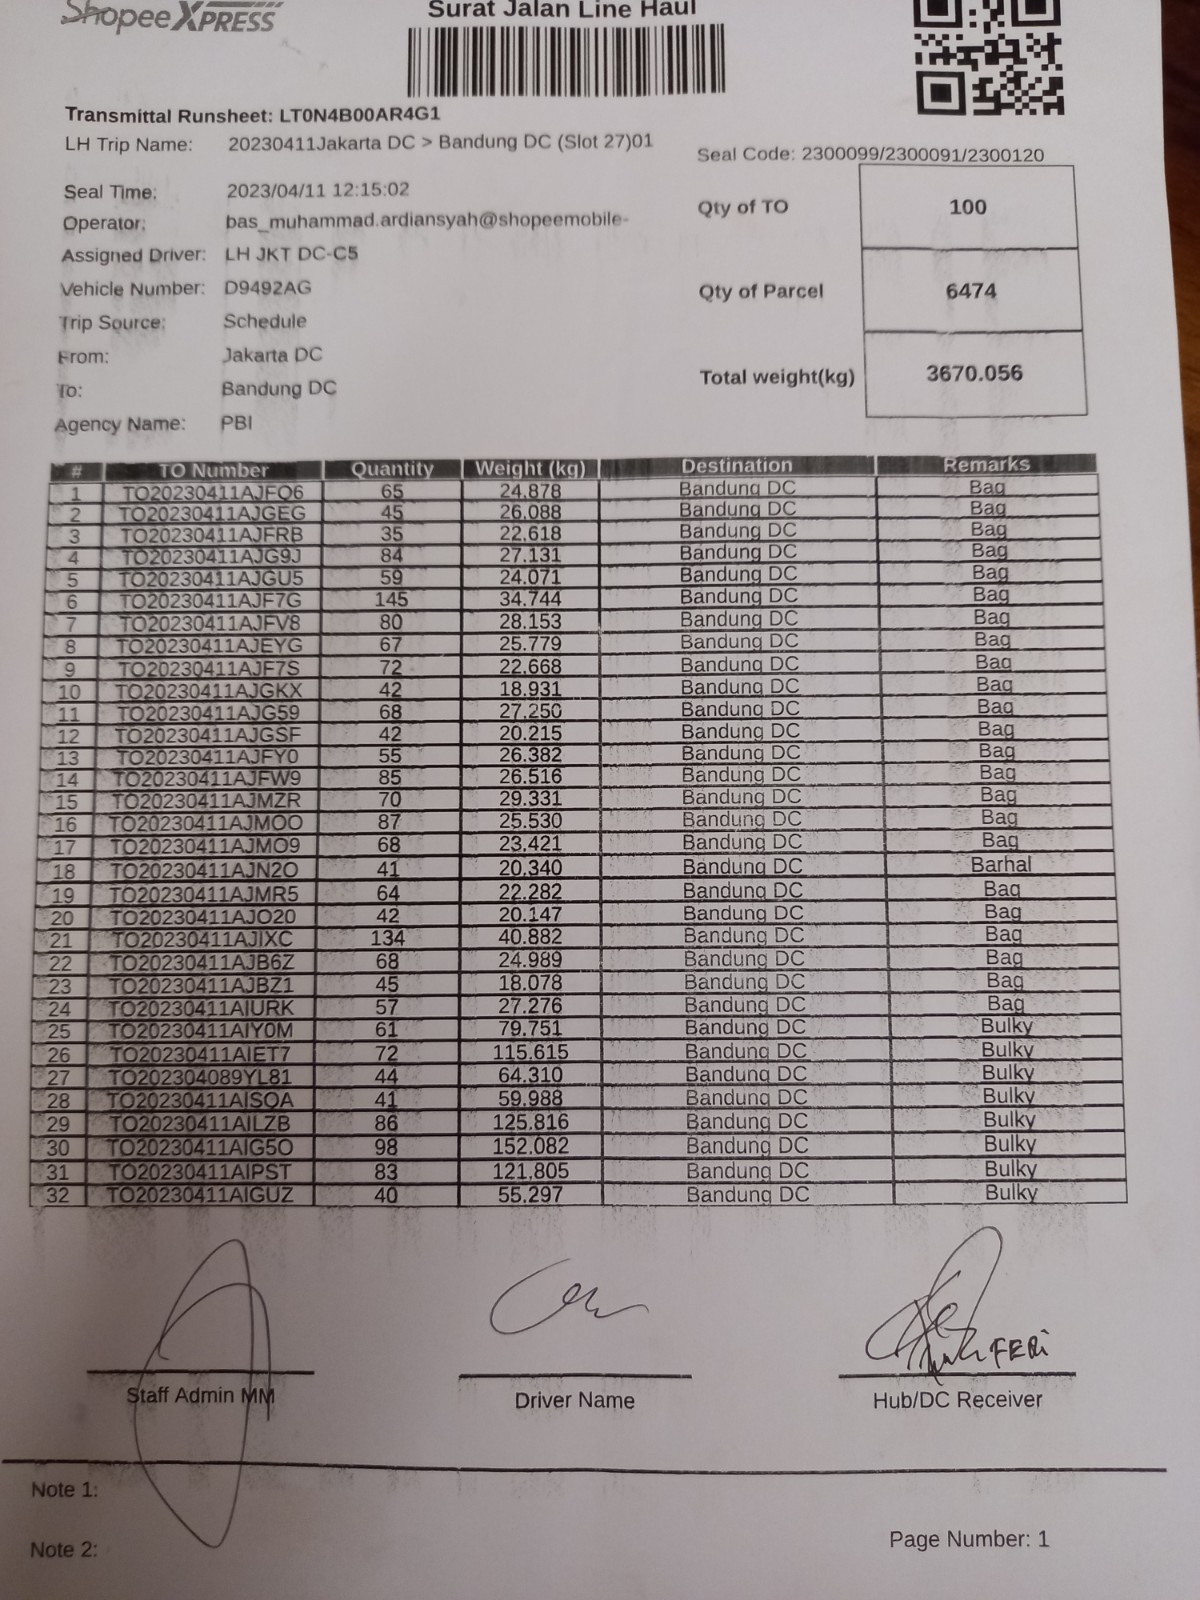 Shopee XPRESS
Surat Jalan Line Haul
Transmittal Runsheet: LT0N4B00AR4G1
LH Trip Name: 20230411Jakarta DC > Bandung DC (Slot 27)01
Seal Code: 2300099/2300091/2300120
Seal Time: 2023/04/11 12:15:02
Operator: bas_muhammad.ardiansyah@shopeemobile-
Assigned Driver: LH JKT DC-C5
Vehicle Number: D9492AG
Trip Source: Schedule
From: Jakarta DC
To: Bandung DC
Agency Name: PBI
Qty of TO 100
Qty of Parcel 6474
Total weight(kg) 3670.056
# TO Number Quantity Weight (kg) Destination Remarks
1 TO20230411AJFQ6 65 24.878 Bandung DC Bag
2 TO20230411AJGEG 45 26.088 Bandung DC Bag
3 TO20230411AJFRB 35 22.618 Bandung DC Bag
4 TO20230411AJG9J 84 27.131 Bandung DC Bag
5 TO20230411AJGU5 59 24.071 Bandung DC Bag
6 TO20230411AJF7G 145 34.744 Bandung DC Bag
7 TO20230411AJFV8 80 28.153 Bandung DC Bag
8 TO20230411AJEYG 67 25.779 Bandung DC Bag
9 TO20230411AJF7S 72 22.668 Bandung DC Bag
10 TO20230411AJGKX 42 18.931 Bandung DC Bag
11 TO20230411AJG59 68 27.250 Bandung DC Bag
12 TO20230411AJGSF 42 20.215 Bandung DC Bag
13 TO20230411AJFY0 55 26.382 Bandung DC Bag
14 TO20230411AJFW9 85 26.516 Bandung DC Bag
15 TO20230411AJMZR 70 29.331 Bandung DC Bag
16 TO20230411AJMOO 87 25.530 Bandung DC Bag
17 TO20230411AJMO9 68 23.421 Bandung DC Bag
18 TO20230411AJN2O 41 20.340 Bandung DC Barhal
19 TO20230411AJMR5 64 22.282 Bandung DC Bag
20 TO20230411AJO20 42 20.147 Bandung DC Bag
21 TO20230411AJIXC 134 40.882 Bandung DC Bag
22 TO20230411AJB6Z 68 24.989 Bandung DC Bag
23 TO20230411AJBZ1 45 18.078 Bandung DC Bag
24 TO20230411AIURK 57 27.276 Bandung DC Bag
25 TO20230411AIY0M 61 79.751 Bandung DC Bulky
26 TO20230411AIET7 72 115.615 Bandung DC Bulky
27 TO202304089YL81 44 64.310 Bandung DC Bulky
28 TO20230411AISQA 41 59.988 Bandung DC Bulky
29 TO20230411AILZB 86 125.816 Bandung DC Bulky
30 TO20230411AIG5O 98 152.082 Bandung DC Bulky
31 TO20230411AIPST 83 121.805 Bandung DC Bulky
32 TO20230411AIGUZ 40 55.297 Bandung DC Bulky
FERi
Staff Admin MM
Driver Name
Hub/DC Receiver
Note 1:
Note 2:
Page Number: 1